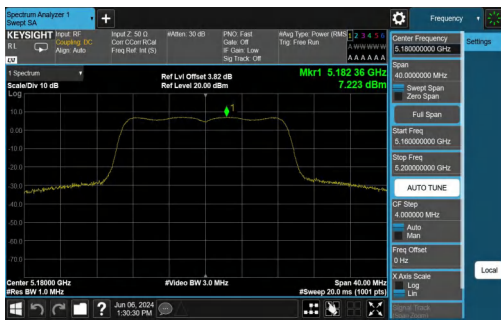 Spectrum Analyzer 1
Swept SA
+
Frequency
KEYSIGHT
RL
Input: RF
Coupling: DC
Align: Auto
Input Z: 50 Ω
Corr CCorr RCal
Freq Ref: Int (S)
#Atten: 30 dB
PNO: Fast
Gate: Off
IF Gain: Low
Sig Track: Off
#Avg Type: Power (RMS
Trig: Free Run
1 2 3 4 5 6
A W W W W W
A A A A A A
1 Spectrum
Scale/Div 10 dB
Log
Ref Lvl Offset 3.82 dB
Ref Level 20.00 dBm
Mkr1 5.182 36 GHz
7.223 dBm
1
10.0
0.00
-10.0
-20.0
-30.0
-40.0
-50.0
-60.0
-70.0
Center 5.18000 GHz
#Res BW 1.0 MHz
#Video BW 3.0 MHz
Span 40.00 MHz
#Sweep 20.0 ms (1001 pts)
Jun 06, 2024
1:30:30 PM
?
Center Frequency
5.180000000 GHz
Span
40.0000000 MHz
Swept Span
Zero Span
Full Span
Start Freq
5.160000000 GHz
Stop Freq
5.200000000 GHz
AUTO TUNE
CF Step
4.000000 MHz
Auto
Man
Freq Offset
0 Hz
X Axis Scale
Log
Lin
Signal Track
Settings
Local